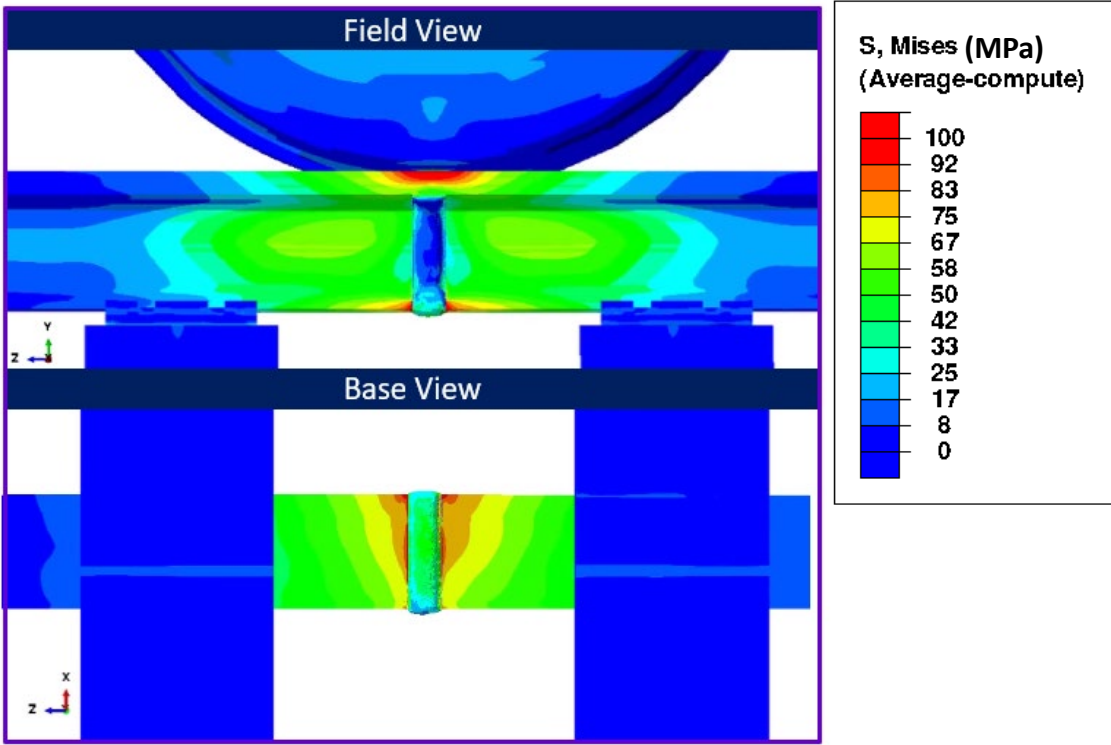 Field View
Y
Z
X
Base View
X
Z
S, Mises (MPa)
(Average-compute)
100
92
83
75
67
58
50
42
33
25
17
8
0